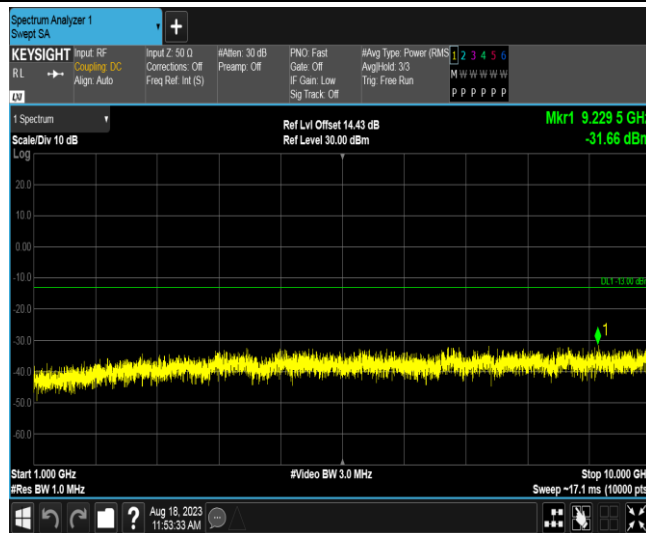 Spectrum Analyzer 1
Swept SA
+
KEYSIGHT
RL
LXI
Input: RF
Coupling: DC
Align: Auto
Input Z: 50 Ω
Corrections: Off
Freq Ref: Int (S)
#Atten: 30 dB
Preamp: Off
PNO: Fast
Gate: Off
IF Gain: Low
Sig Track: Off
#Avg Type: Power (RMS
Avg|Hold: 3/3
Trig: Free Run
1 2 3 4 5 6
M W W W W W
P P P P P P
1 Spectrum
Scale/Div 10 dB
Log
Ref Lvl Offset 14.43 dB
Ref Level 30.00 dBm
Mkr1 9.229 5 GHz
-31.66 dBm
20.0
10.0
0.00
-10.0
DL1 -13.00 dBm
-20.0
-30.0
1
-40.0
-50.0
-60.0
Start 1.000 GHz
#Res BW 1.0 MHz
#Video BW 3.0 MHz
Stop 10.000 GHz
Sweep ~17.1 ms (10000 pts)
?
Aug 18, 2023
11:53:33 AM